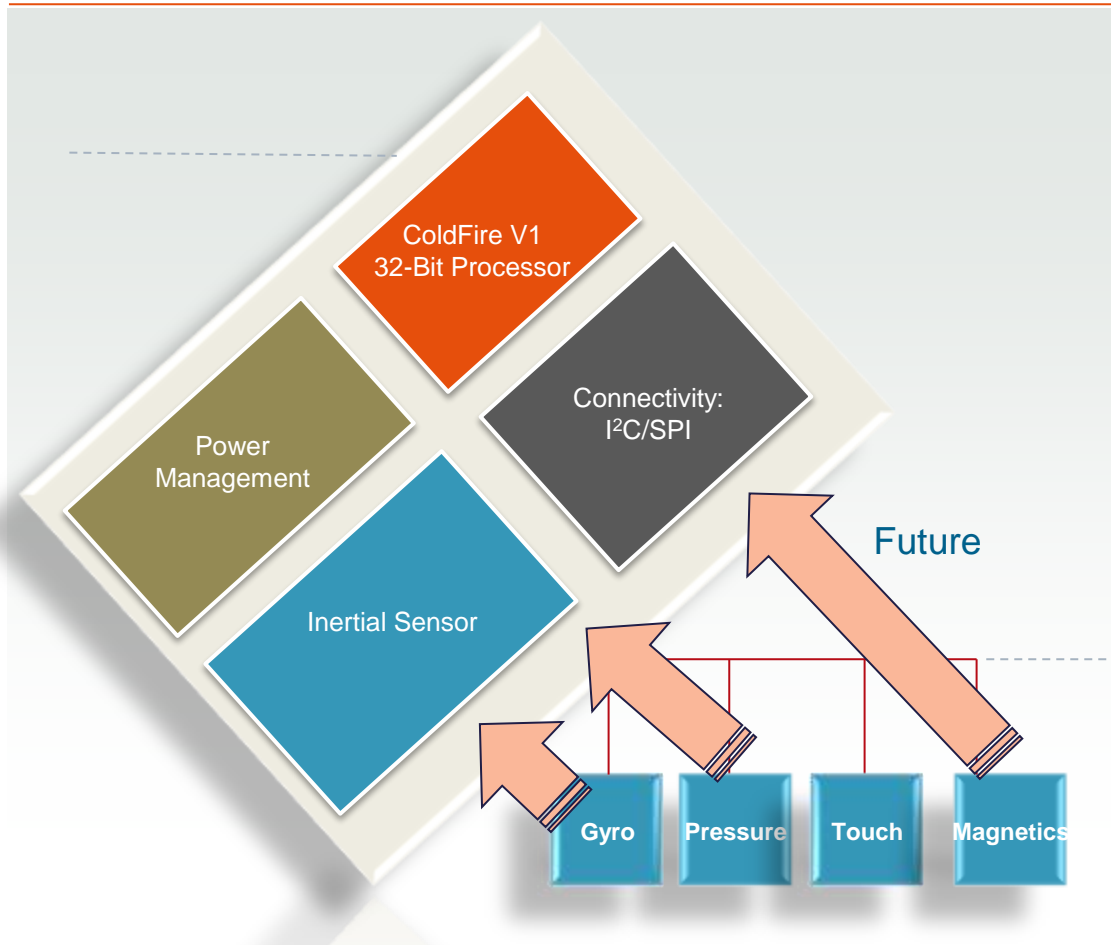 ColdFire V1
32-Bit Processor
Connectivity:
I²C/SPI
Power
Management
Inertial Sensor
Future
Gyro
Pressure
Touch
Magnetics